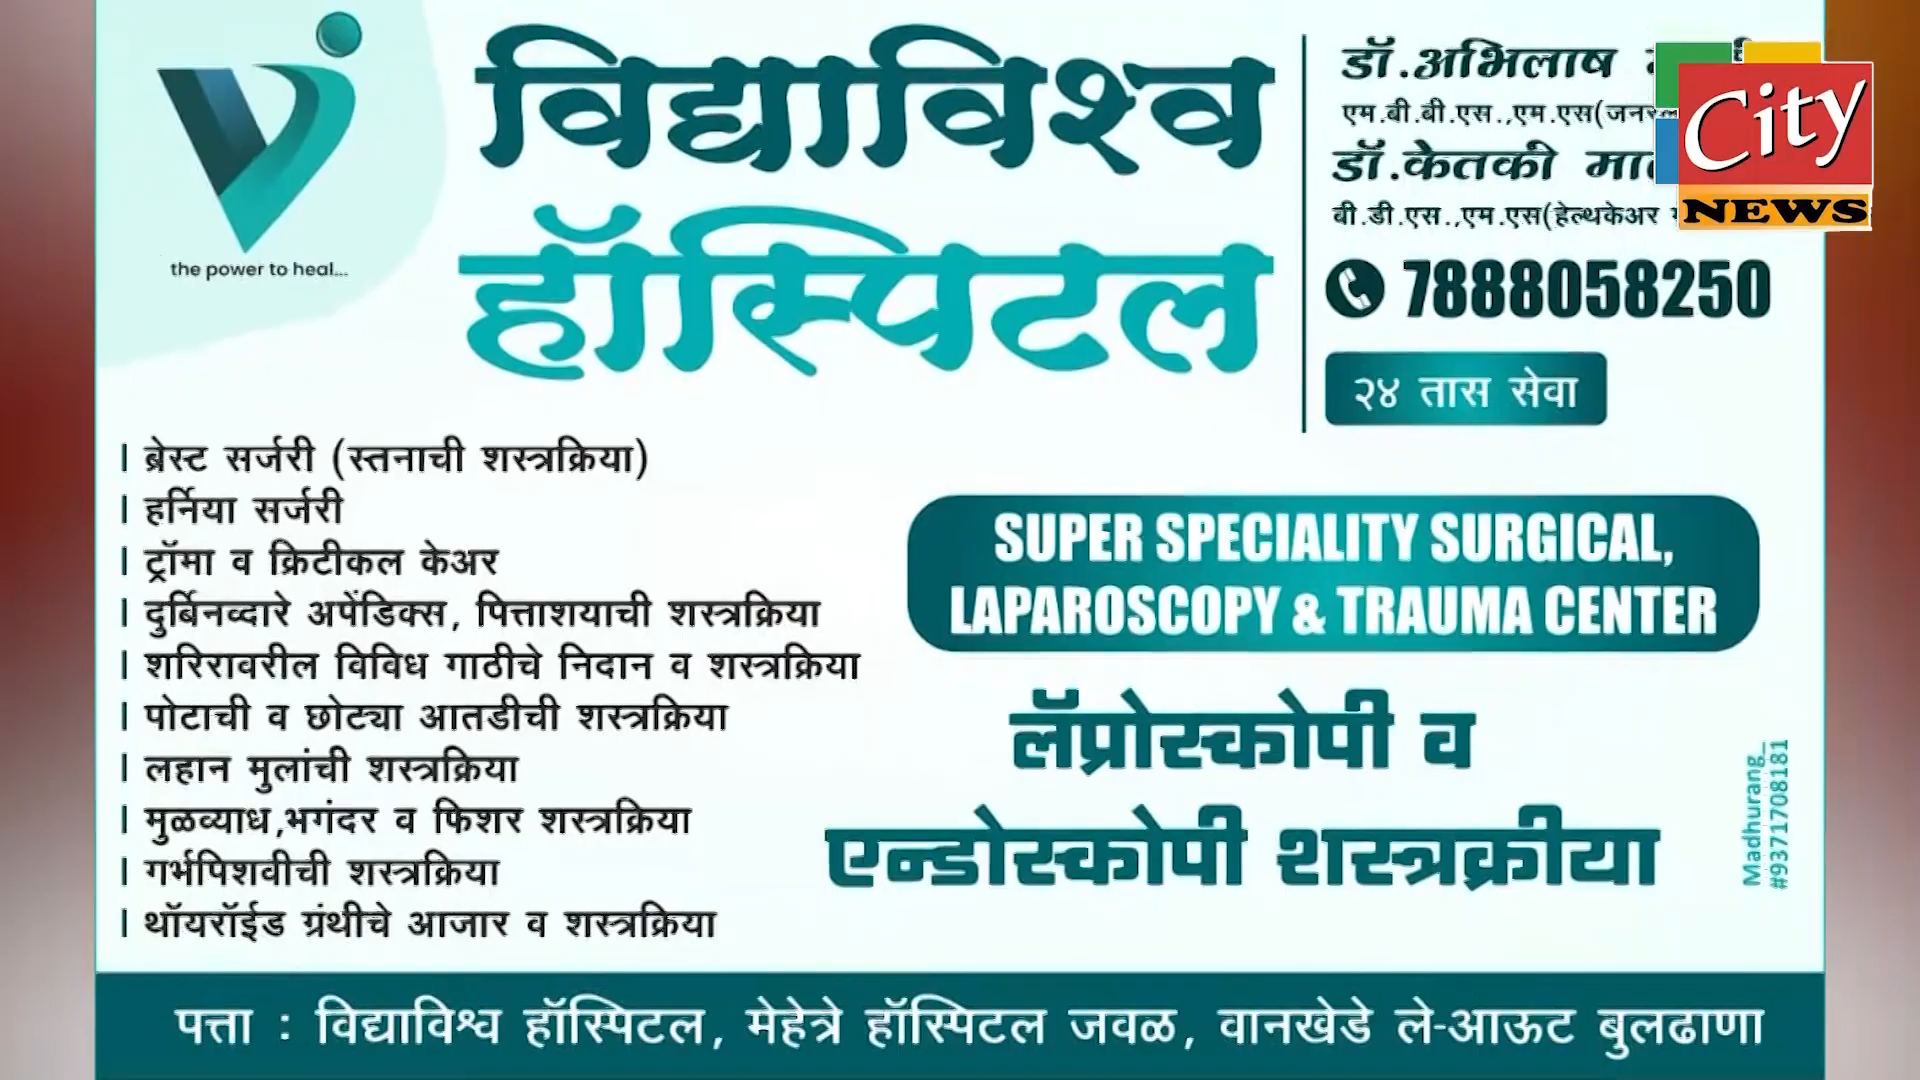 the power to heal...
विद्याविश्व
हॉस्पिटल
डॉ.अभिलाष
एम.बी.बी.एस.,एम.एस(जनरल
डॉ.केतकी
बी.डी.एस.,एम.एस(हेल्थकेअर
7888058250
२४ तास सेवा
City
NEWS
। ब्रेस्ट सर्जरी (स्तनाची शस्त्रक्रिया)
। हर्निया सर्जरी
। ट्रॉमा व क्रिटीकल केअर
। दुर्बिनव्दारे अपेंडिक्स, पित्ताशयाची शस्त्रक्रिया
। शरिरावरील विविध गाठीचे निदान व शस्त्रक्रिया
। पोटाची व छोट्या आतडीची शस्त्रक्रिया
। लहान मुलांची शस्त्रक्रिया
। मुळव्याध,भगंदर व फिशर शस्त्रक्रिया
। गर्भपिशवीची शस्त्रक्रिया
। थॉयरॉईड ग्रंथीचे आजार व शस्त्रक्रिया
SUPER SPECIALITY SURGICAL,
LAPAROSCOPY & TRAUMA CENTER
लॅप्रोस्कोपी व
एन्डोस्कोपी शस्त्रक्रीया
Madhurang_
#9371708181
पत्ता : विद्याविश्व हॉस्पिटल, मेहेत्रे हॉस्पिटल जवळ, वानखेडे ले-आऊट बुलढाणा